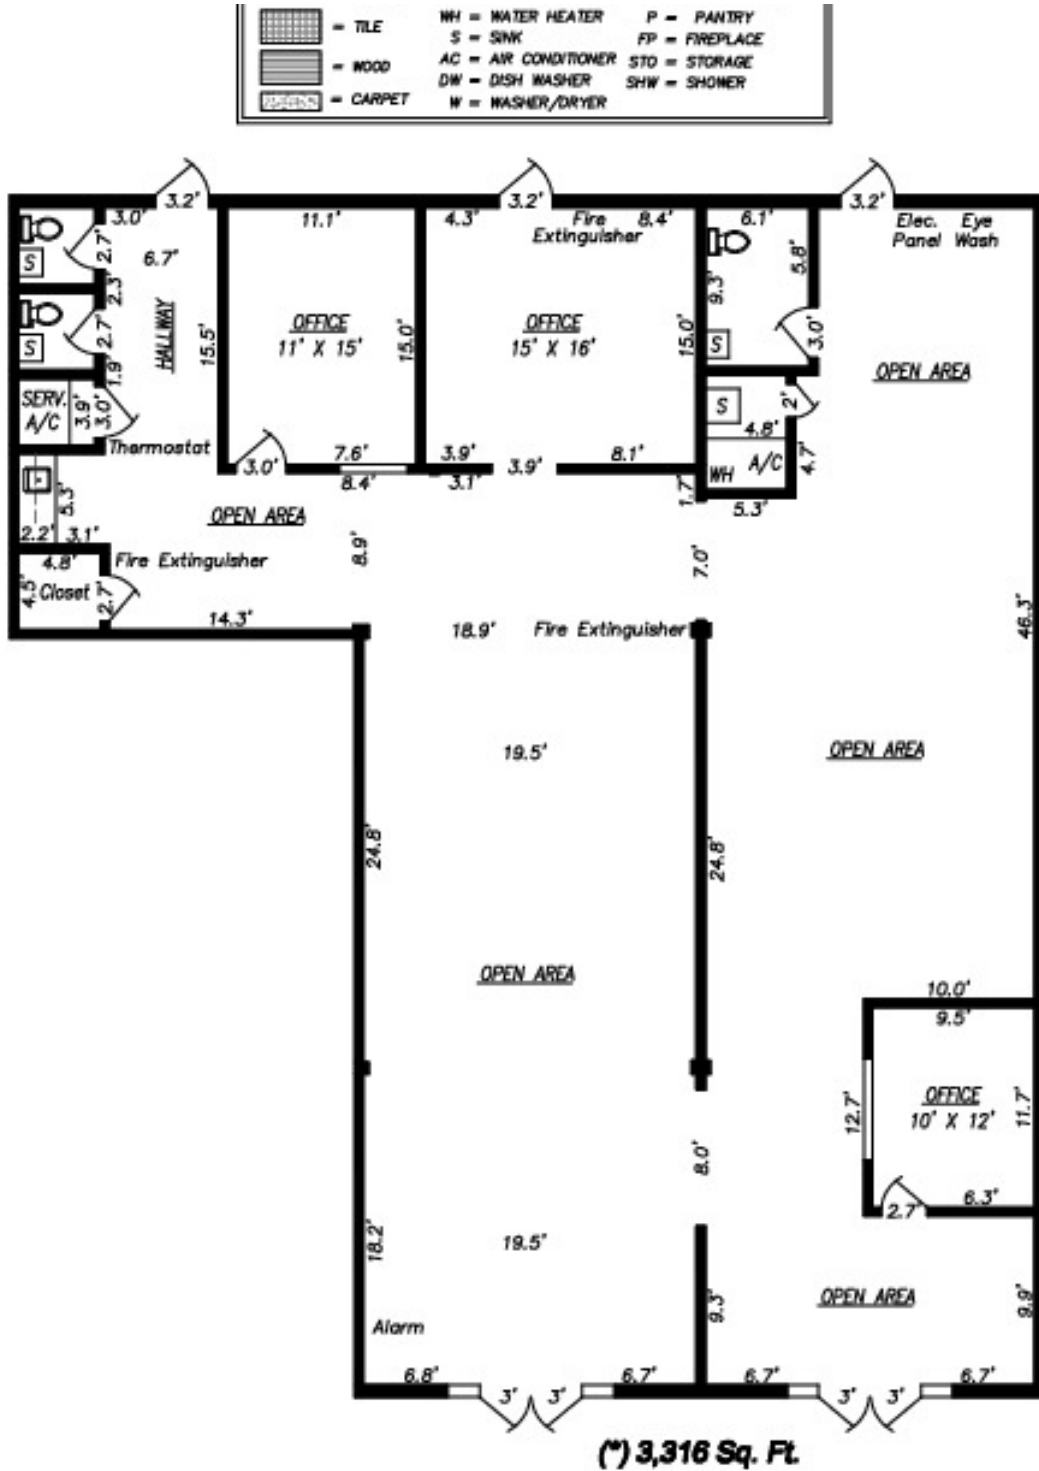 = TILE
= WOOD
= CARPET
WH = WATER HEATER
S = SINK
AC = AIR CONDITIONER
DW = DISH WASHER
W = WASHER/DRYER
P = PANTRY
FP = FIREPLACE
STO = STORAGE
SHW = SHOWER
3.2'
3.2'
3.2'
3.0'
11.1'
4.3'
Fire
Extinguisher
8.4'
6.1'
Elec. Eye
Panel Wash
2.7'
S
6.7'
2.3'
5.8'
9.3'
HALLWAY
2.7'
S
1.9'
15.5'
OFFICE
11' X 15'
15.0'
OFFICE
15' X 16'
15.0'
S
3.0'
OPEN AREA
SERV.
A/C
3.9'
3.0'
Thermostat
S
2'
4.8'
WH
A/C
4.7'
5.3'
3.0'
7.6'
8.4'
3.9'
3.1'
3.9'
8.1'
1.7'
5.3'
2.2'
3.1'
OPEN AREA
8.9'
7.0'
4.8'
4.5'
Closet
2.7'
Fire Extinguisher
14.3'
18.9'
Fire Extinguisher
46.3'
19.5'
OPEN AREA
24.8'
24.8'
OPEN AREA
10.0'
9.5'
OFFICE
10' X 12'
12.7'
11.7'
8.0'
2.7'
6.3'
18.2'
19.5'
OPEN AREA
9.3'
9.9'
Alarm
6.8'
3'
3'
6.7'
6.7'
3'
3'
6.7'
(*) 3,316 Sq. Ft.